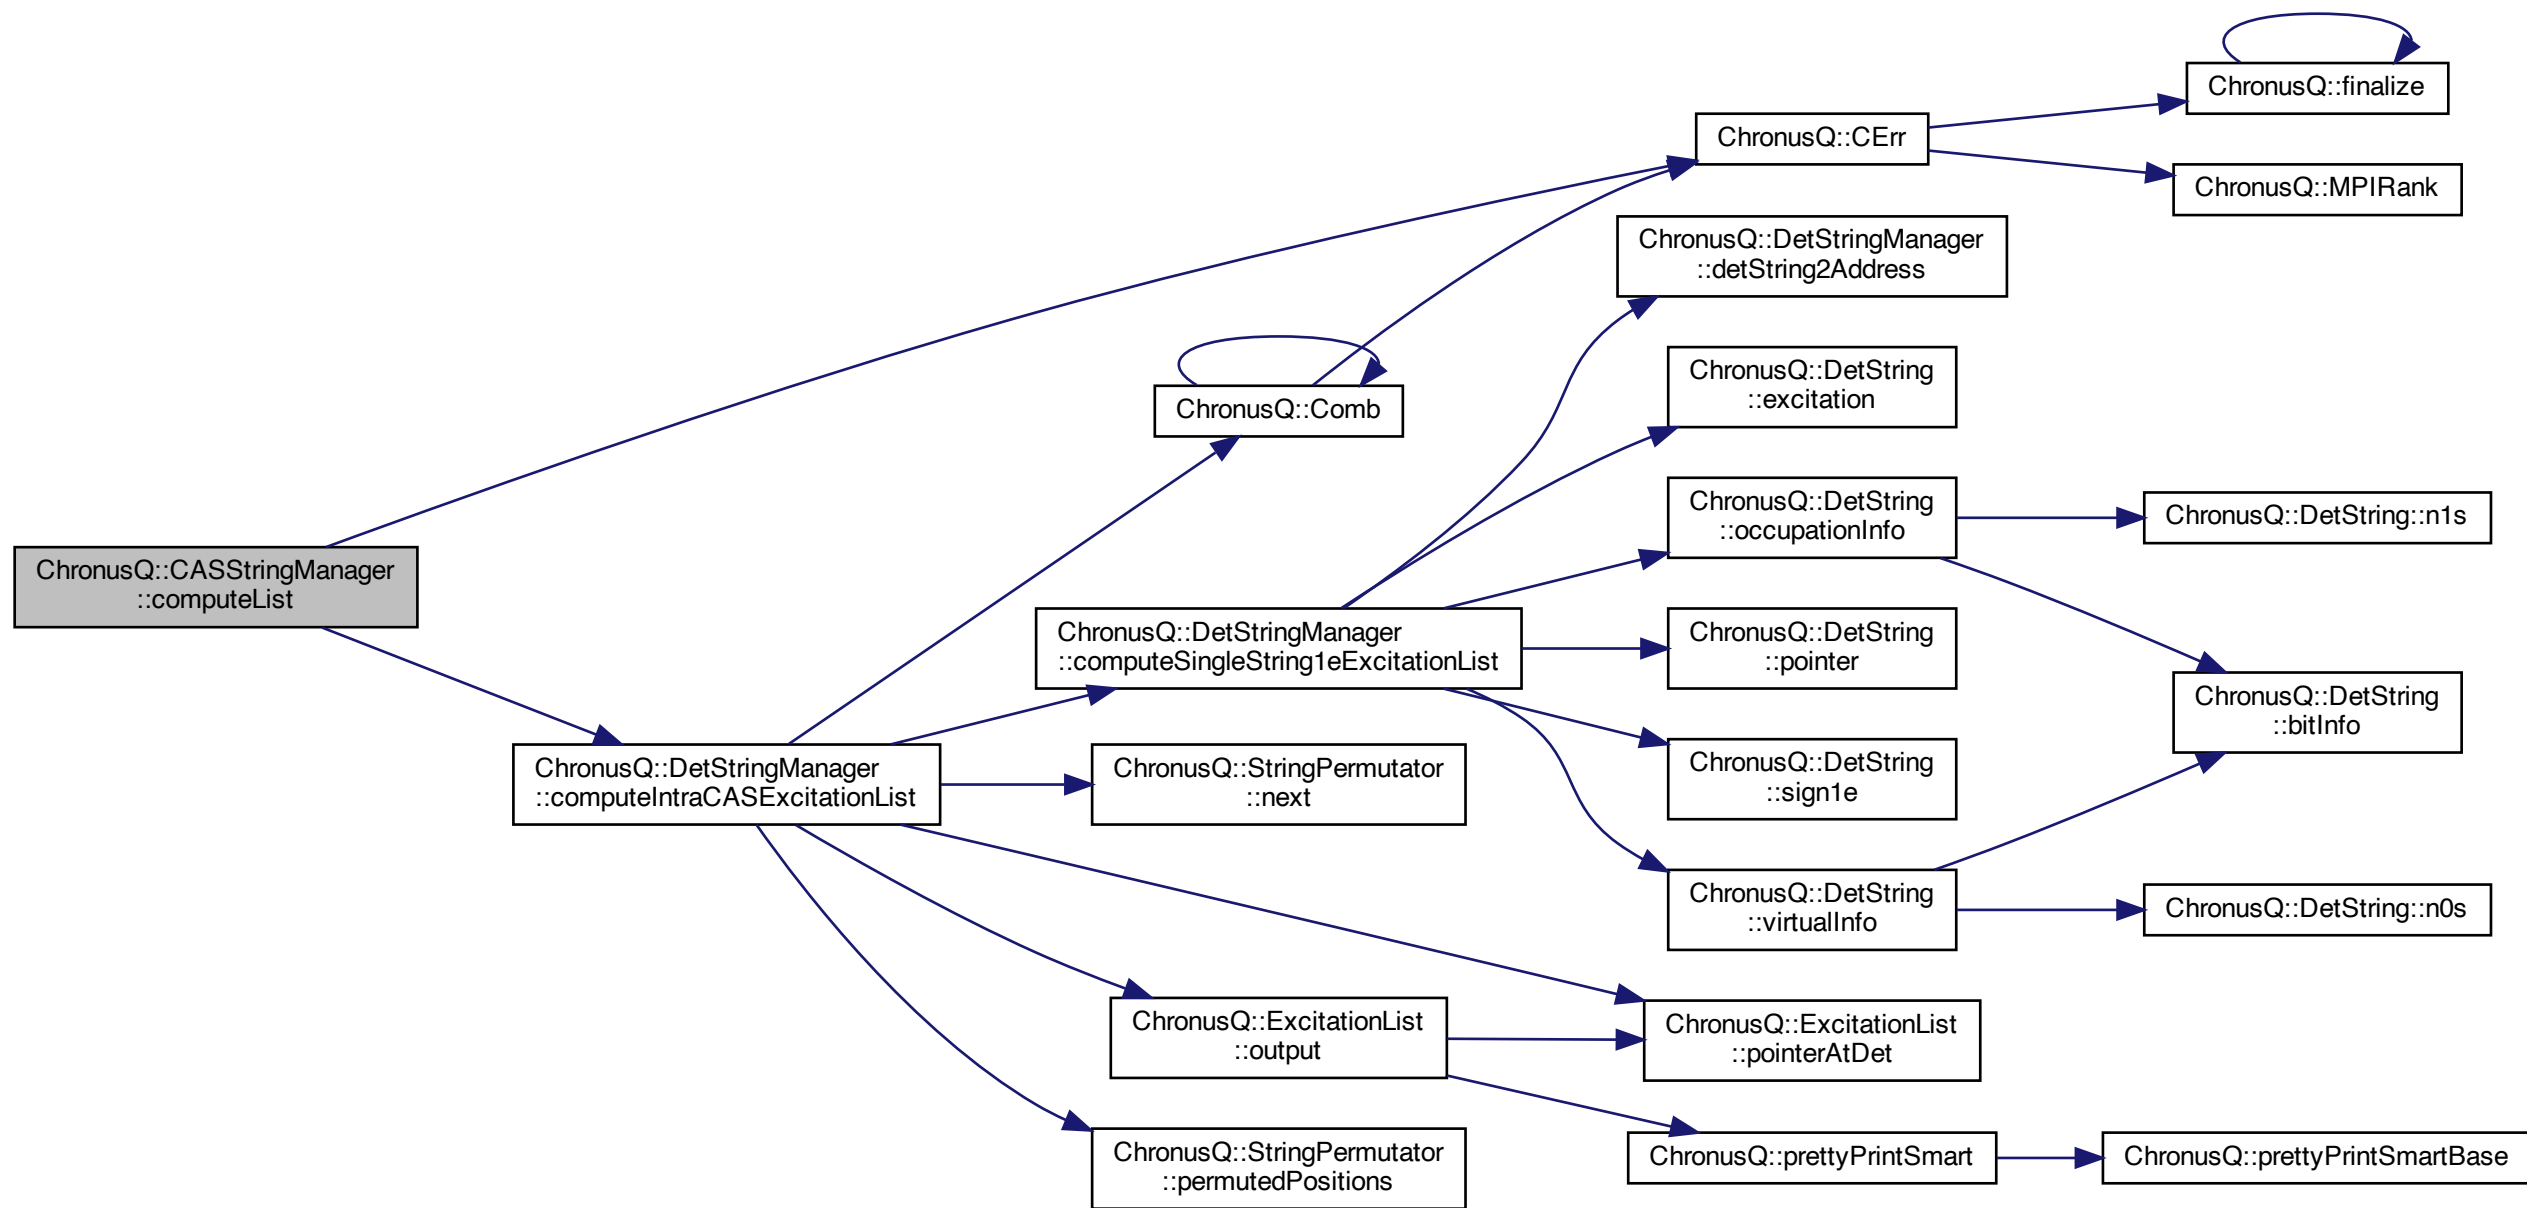 ChronusQ::finalize
ChronusQ::CErr
ChronusQ::MPIRank
ChronusQ::DetStringManager
::detString2Address
ChronusQ::DetString
::excitation
ChronusQ::Comb
ChronusQ::DetString
::occupationInfo
ChronusQ::DetString::n1s
ChronusQ::CASStringManager
::computeList
ChronusQ::DetStringManager
::computeSingleString1eExcitationList
ChronusQ::DetString
::pointer
ChronusQ::DetString
::bitInfo
ChronusQ::DetStringManager
::computeIntraCASExcitationList
ChronusQ::StringPermutator
::next
ChronusQ::DetString
::sign1e
ChronusQ::DetString
::virtualInfo
ChronusQ::DetString::n0s
ChronusQ::ExcitationList
::output
ChronusQ::ExcitationList
::pointerAtDet
ChronusQ::StringPermutator
::permutedPositions
ChronusQ::prettyPrintSmart
ChronusQ::prettyPrintSmartBase